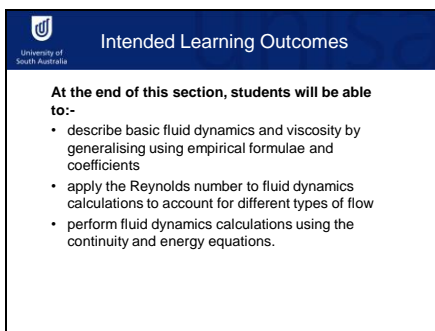 University of
South Australia
Intended Learning Outcomes
unisa
At the end of this section, students will be able
to:-
• describe basic fluid dynamics and viscosity by
generalising using empirical formulae and
coefficients
• apply the Reynolds number to fluid dynamics
calculations to account for different types of flow
• perform fluid dynamics calculations using the
continuity and energy equations.